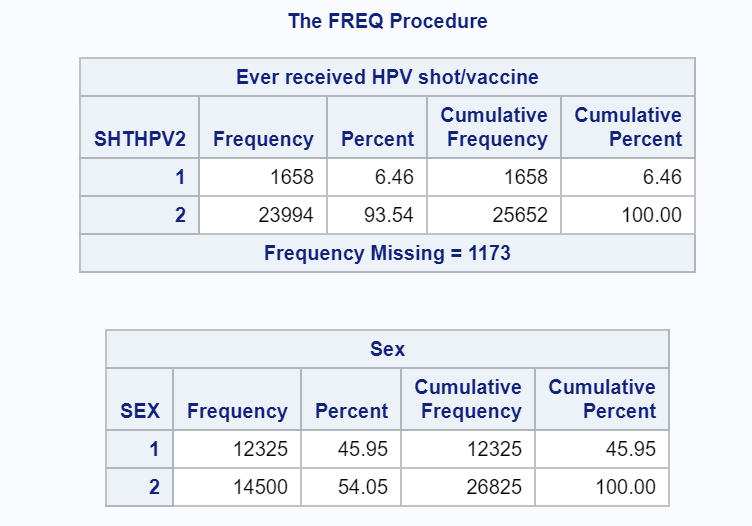 The FREQ Procedure
Ever received HPV shot/vaccine
SHTHPV2 Frequency Percent Cumulative Frequency Cumulative Percent
1 1658 6.46 1658 6.46
2 23994 93.54 25652 100.00
Frequency Missing = 1173
Sex
SEX Frequency Percent Cumulative Frequency Cumulative Percent
1 12325 45.95 12325 45.95
2 14500 54.05 26825 100.00